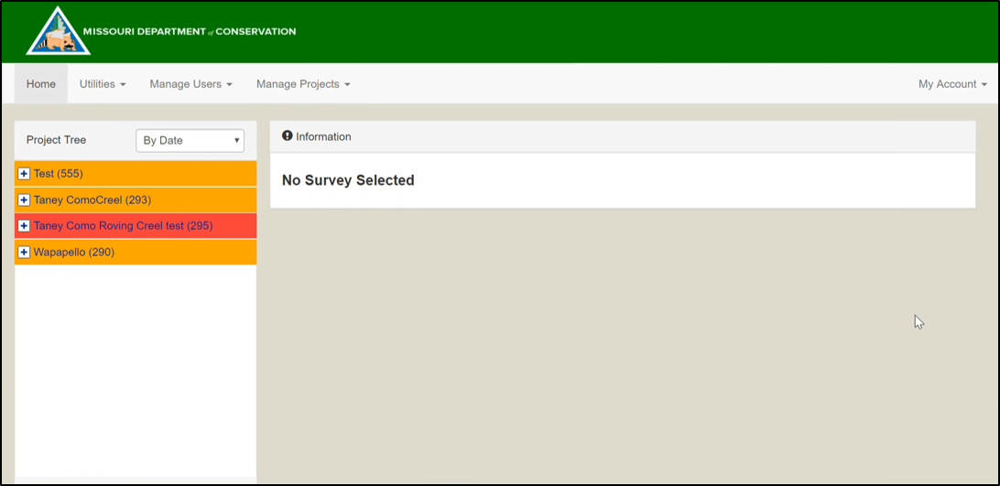 MISSOURI DEPARTMENT of CONSERVATION
Home Utilities Manage Users Manage Projects My Account
Project Tree By Date
Information
Test (555)
No Survey Selected
Taney ComoCreel (293)
Taney Como Roving Creel test (295)
Wapapello (290)